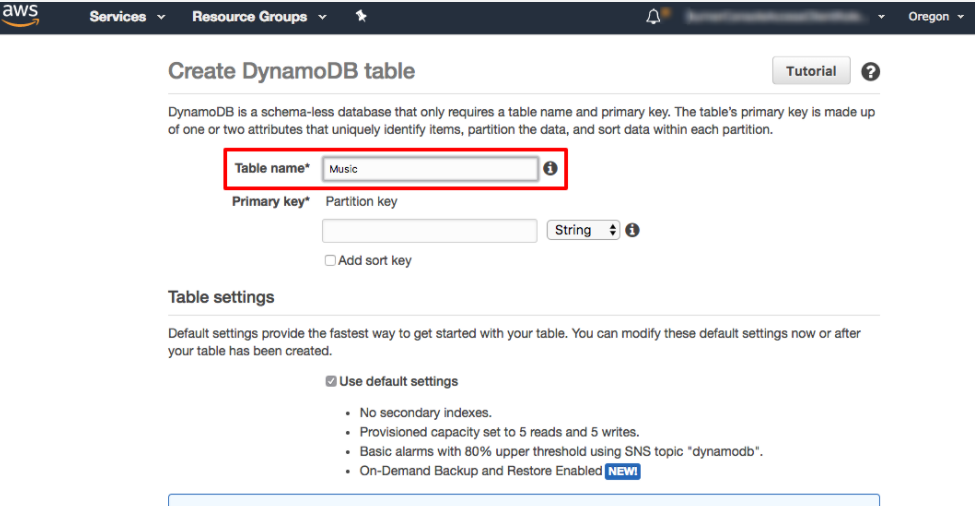 aws Services Resource Groups Oregon
Create DynamoDB table Tutorial ?
DynamoDB is a schema-less database that only requires a table name and primary key. The table's primary key is made up
of one or two attributes that uniquely identify items, partition the data, and sort data within each partition.
Table name* Music i
Primary key* Partition key
String i
Add sort key
Table settings
Default settings provide the fastest way to get started with your table. You can modify these default settings now or after
your table has been created.
Use default settings
• No secondary indexes.
• Provisioned capacity set to 5 reads and 5 writes.
• Basic alarms with 80% upper threshold using SNS topic "dynamodb".
• On-Demand Backup and Restore Enabled NEW!